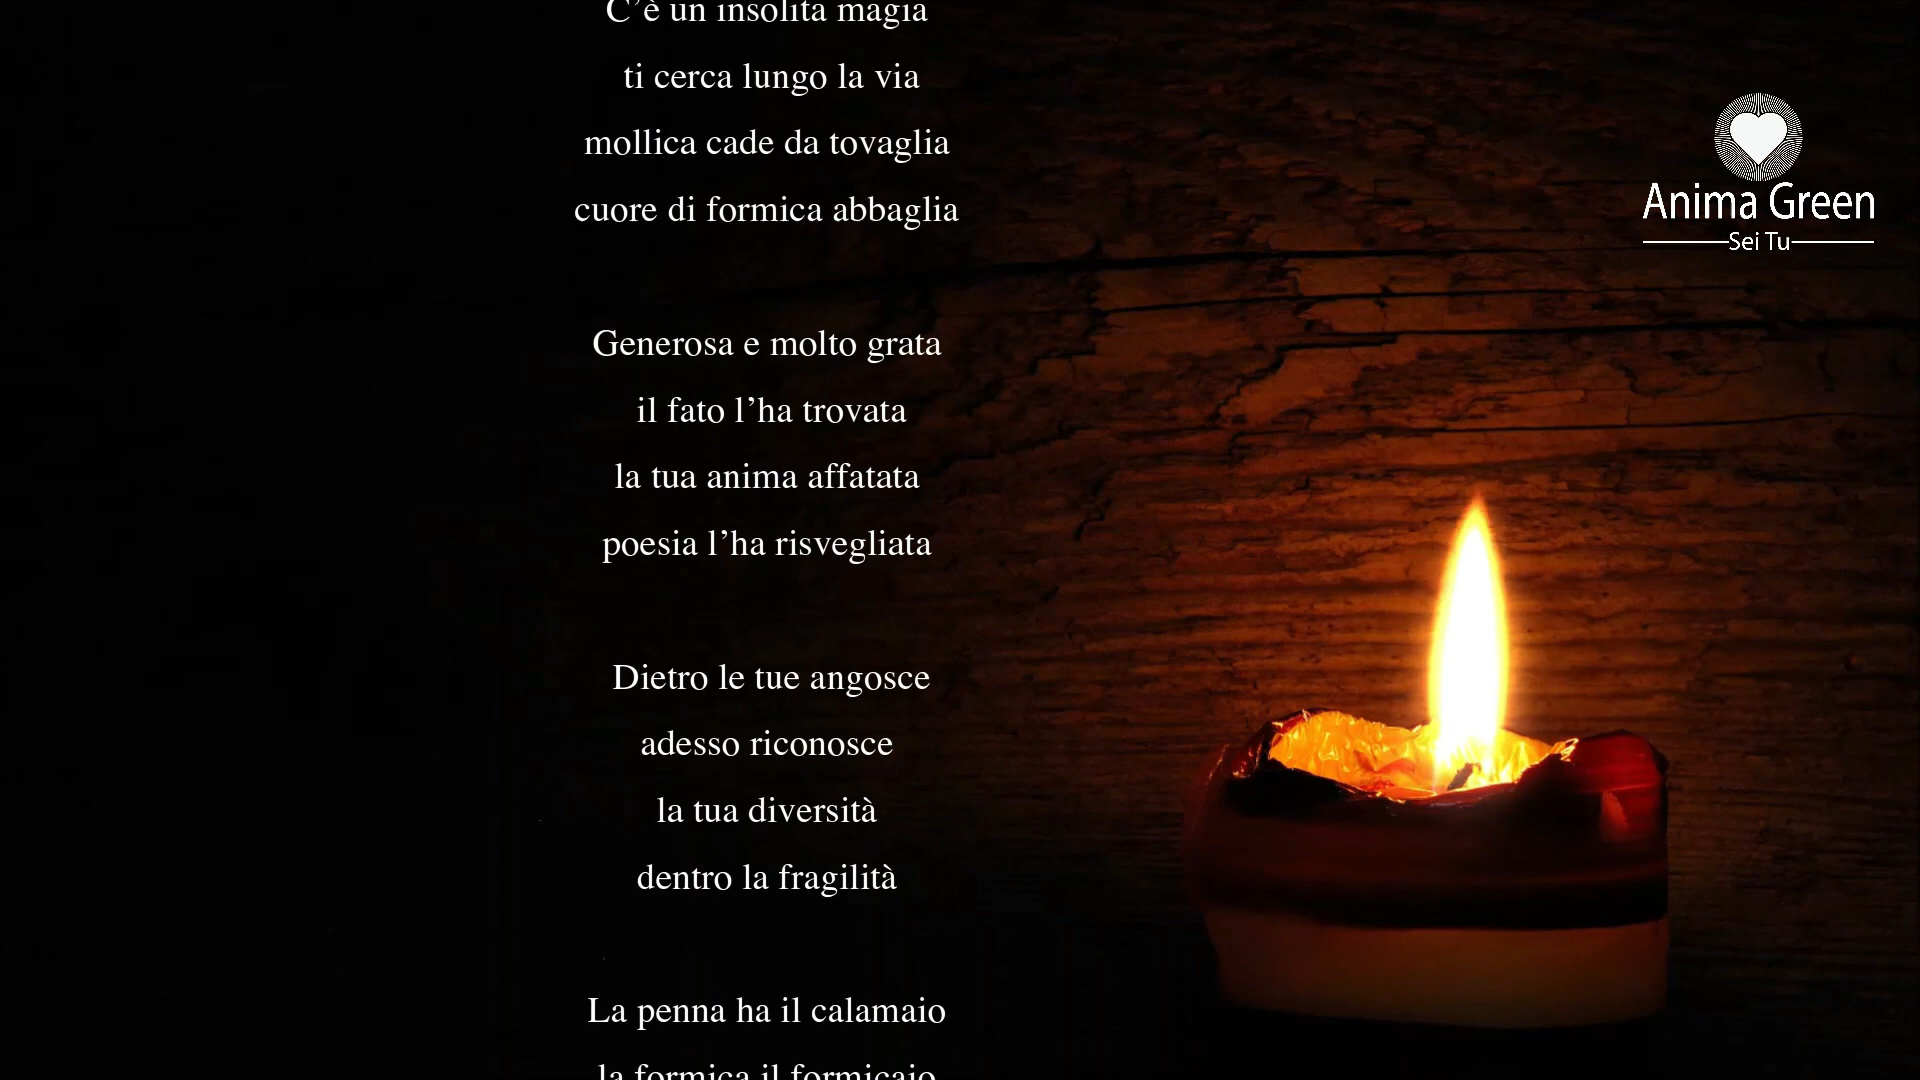 C’è un insolita magia
ti cerca lungo la via
mollica cade da tovaglia
cuore di formica abbaglia
Generosa e molto grata
il fato l’ha trovata
la tua anima affatata
poesia l’ha risvegliata
Dietro le tue angosce
adesso riconosce
la tua diversità
dentro la fragilità
La penna ha il calamaio
la formica il formicaio
Anima Green
Sei Tu